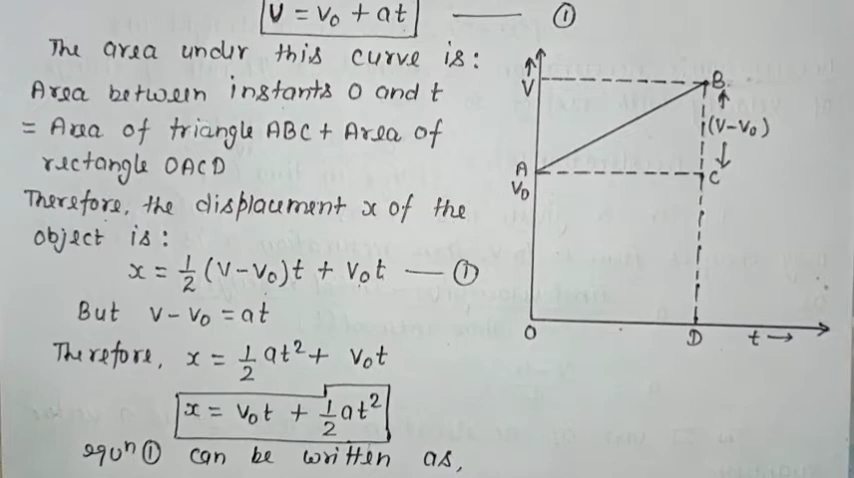 V = v₀ + at —— ①
The area under this curve is:
Area between instants 0 and t
= Area of triangle ABC + Area of
rectangle OACD
Therefore, the displacement x of the
object is:
x = 1/2 (V-V₀)t + V₀t — ①
But V-V₀ = at
Therefore, x = 1/2 at² + V₀t
x = V₀t + 1/2 at²
equⁿ ① can be written as,
V
B
(V-V₀)
A
V₀
C
O
D
t →